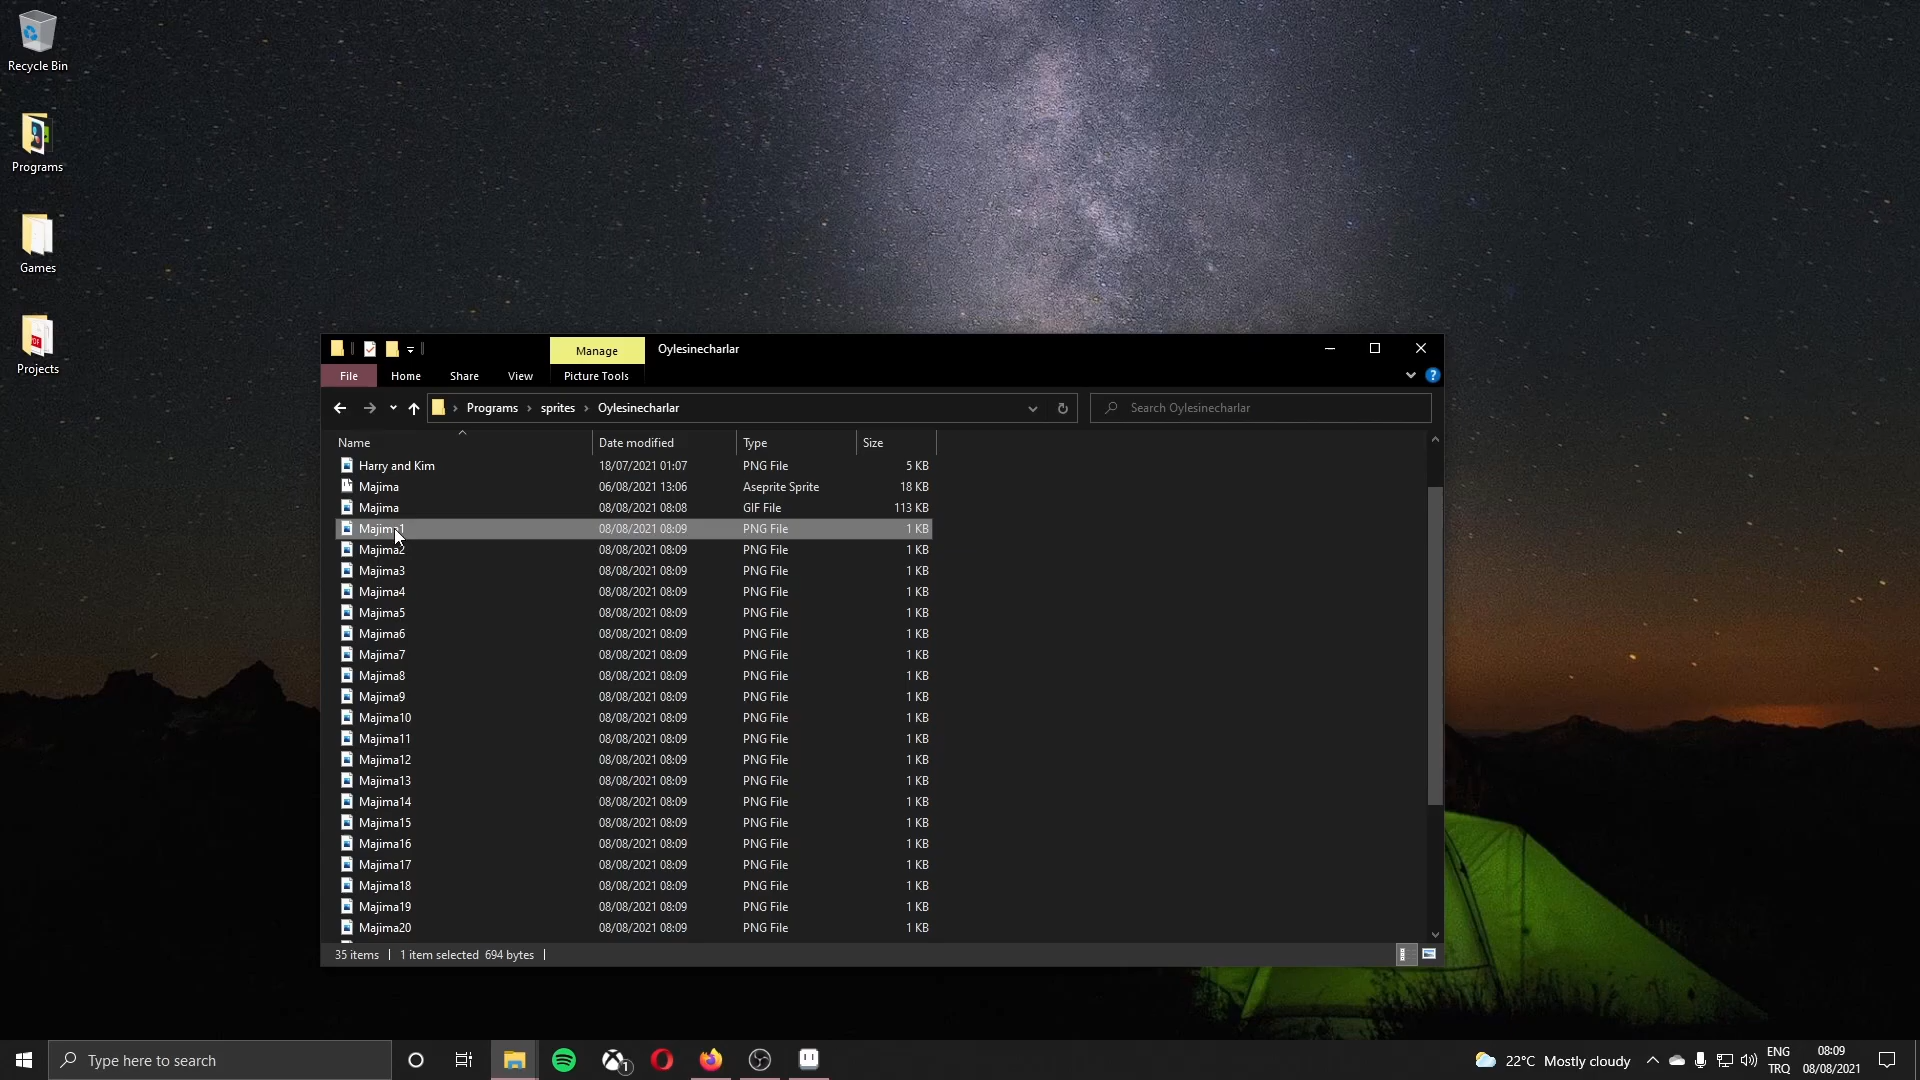 Recycle Bin
Programs
Games
Projects
Manage
Oylesinecharlar
File
Home
Share
View
Picture Tools
Programs
sprites
Oylesinecharlar
Search Oylesinecharlar
Name
Date modified
Type
Size
Harry and Kim 18/07/2021 01:07 PNG File 5 KB
Majima 06/08/2021 13:06 Aseprite Sprite 18 KB
Majima 08/08/2021 08:08 GIF File 113 KB
Majima1 08/08/2021 08:09 PNG File 1 KB
Majima2 08/08/2021 08:09 PNG File 1 KB
Majima3 08/08/2021 08:09 PNG File 1 KB
Majima4 08/08/2021 08:09 PNG File 1 KB
Majima5 08/08/2021 08:09 PNG File 1 KB
Majima6 08/08/2021 08:09 PNG File 1 KB
Majima7 08/08/2021 08:09 PNG File 1 KB
Majima8 08/08/2021 08:09 PNG File 1 KB
Majima9 08/08/2021 08:09 PNG File 1 KB
Majima10 08/08/2021 08:09 PNG File 1 KB
Majima11 08/08/2021 08:09 PNG File 1 KB
Majima12 08/08/2021 08:09 PNG File 1 KB
Majima13 08/08/2021 08:09 PNG File 1 KB
Majima14 08/08/2021 08:09 PNG File 1 KB
Majima15 08/08/2021 08:09 PNG File 1 KB
Majima16 08/08/2021 08:09 PNG File 1 KB
Majima17 08/08/2021 08:09 PNG File 1 KB
Majima18 08/08/2021 08:09 PNG File 1 KB
Majima19 08/08/2021 08:09 PNG File 1 KB
Majima20 08/08/2021 08:09 PNG File 1 KB
35 items
1 item selected 694 bytes
Type here to search
1
22°C Mostly cloudy
ENG
TRQ
08:09
08/08/2021